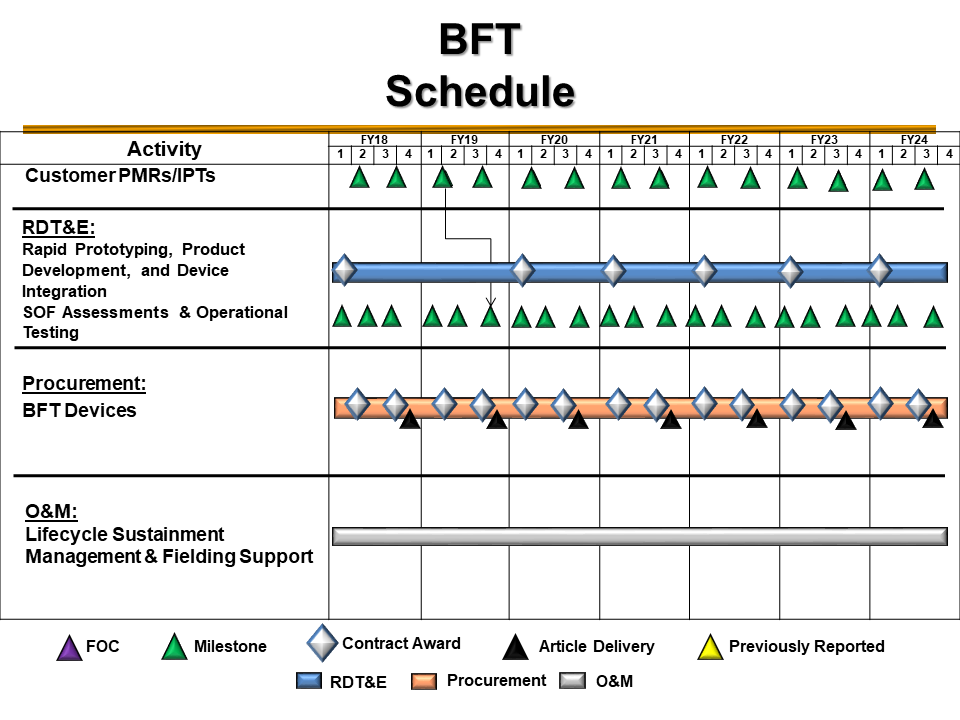 BFT
Schedule
Activity
FY18 FY19 FY20 FY21 FY22 FY23 FY24
1 2 3 4 1 2 3 4 1 2 3 4 1 2 3 4 1 2 3 4 1 2 3 4 1 2 3 4
Customer PMRs/IPTs
RDT&E:
Rapid Prototyping, Product
Development, and Device
Integration
SOF Assessments & Operational
Testing
Procurement:
BFT Devices
O&M:
Lifecycle Sustainment
Management & Fielding Support
FOC Milestone Contract Award Article Delivery Previously Reported
RDT&E Procurement O&M